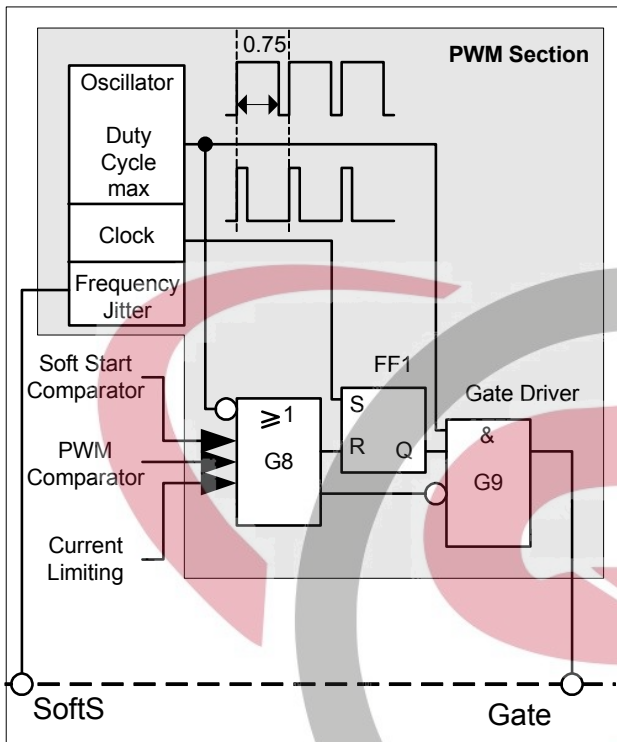 0.75
PWM Section
Oscillator
Duty
Cycle
max
Clock
Frequency
Jitter
Soft Start
Comparator
PWM
Comparator
Current
Limiting
≥1
G8
FF1
S
R
Q
Gate Driver
&
G9
SoftS
Gate